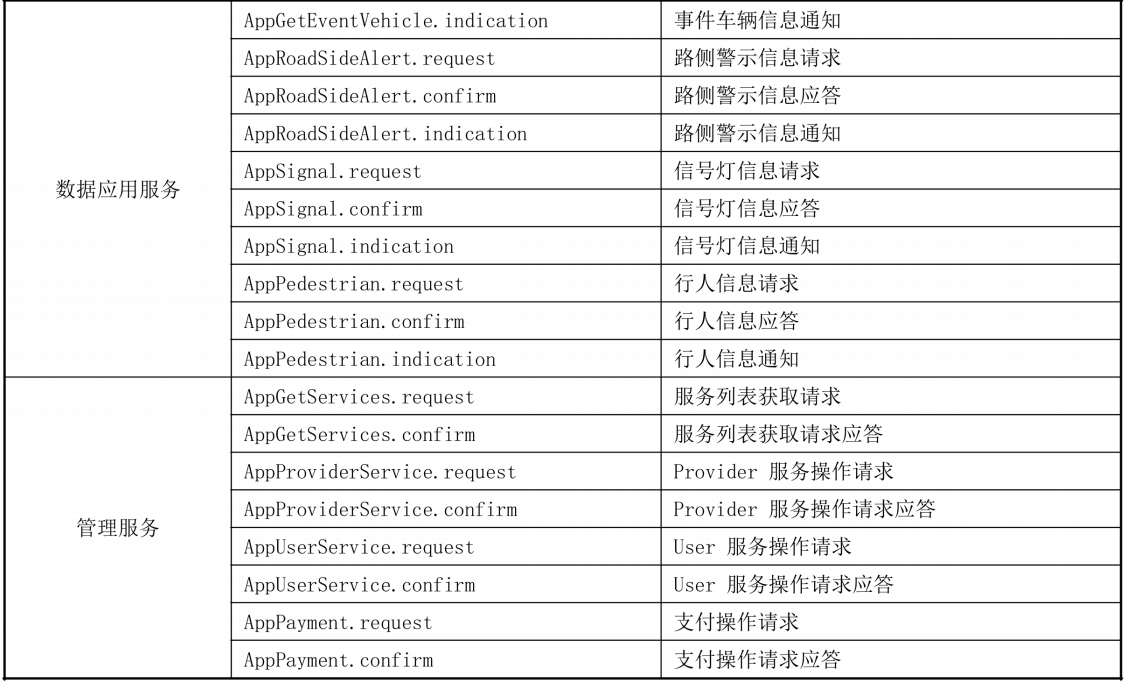 AppGetEventVehicle.indication 事件车辆信息通知
AppRoadSideAlert.request 路侧警示信息请求
AppRoadSideAlert.confirm 路侧警示信息应答
AppRoadSideAlert.indication 路侧警示信息通知
AppSignal.request 信号灯信息请求
数据应用服务
AppSignal.confirm 信号灯信息应答
AppSignal.indication 信号灯信息通知
AppPedestrian.request 行人信息请求
AppPedestrian.confirm 行人信息应答
AppPedestrian.indication 行人信息通知
AppGetServices.request 服务列表获取请求
AppGetServices.confirm 服务列表获取请求应答
AppProviderService.request Provider 服务操作请求
AppProviderService.confirm Provider 服务操作请求应答
管理服务
AppUserService.request User 服务操作请求
AppUserService.confirm User 服务操作请求应答
AppPayment.request 支付操作请求
AppPayment.confirm 支付操作请求应答